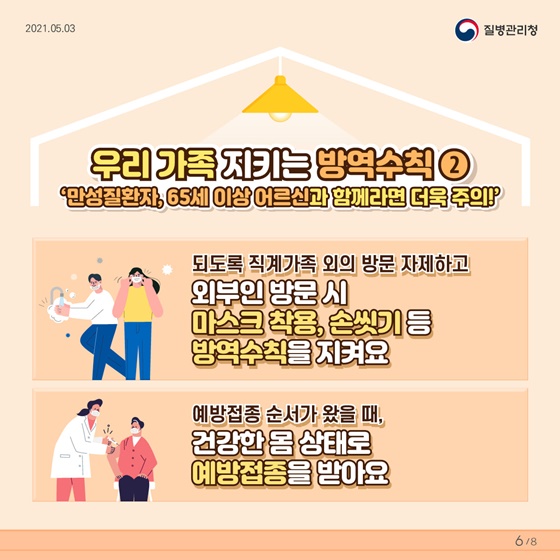 2021.05.03
질병관리청
우리 가족 지키는 방역수칙 ❷
‘만성질환자, 65세 이상 어르신과 함께라면 더욱 주의!’
되도록 직계가족 외의 방문 자제하고
외부인 방문 시
마스크 착용, 손씻기 등
방역수칙을 지켜요
예방접종 순서가 왔을 때,
건강한 몸 상태로
예방접종을 받아요
6/8